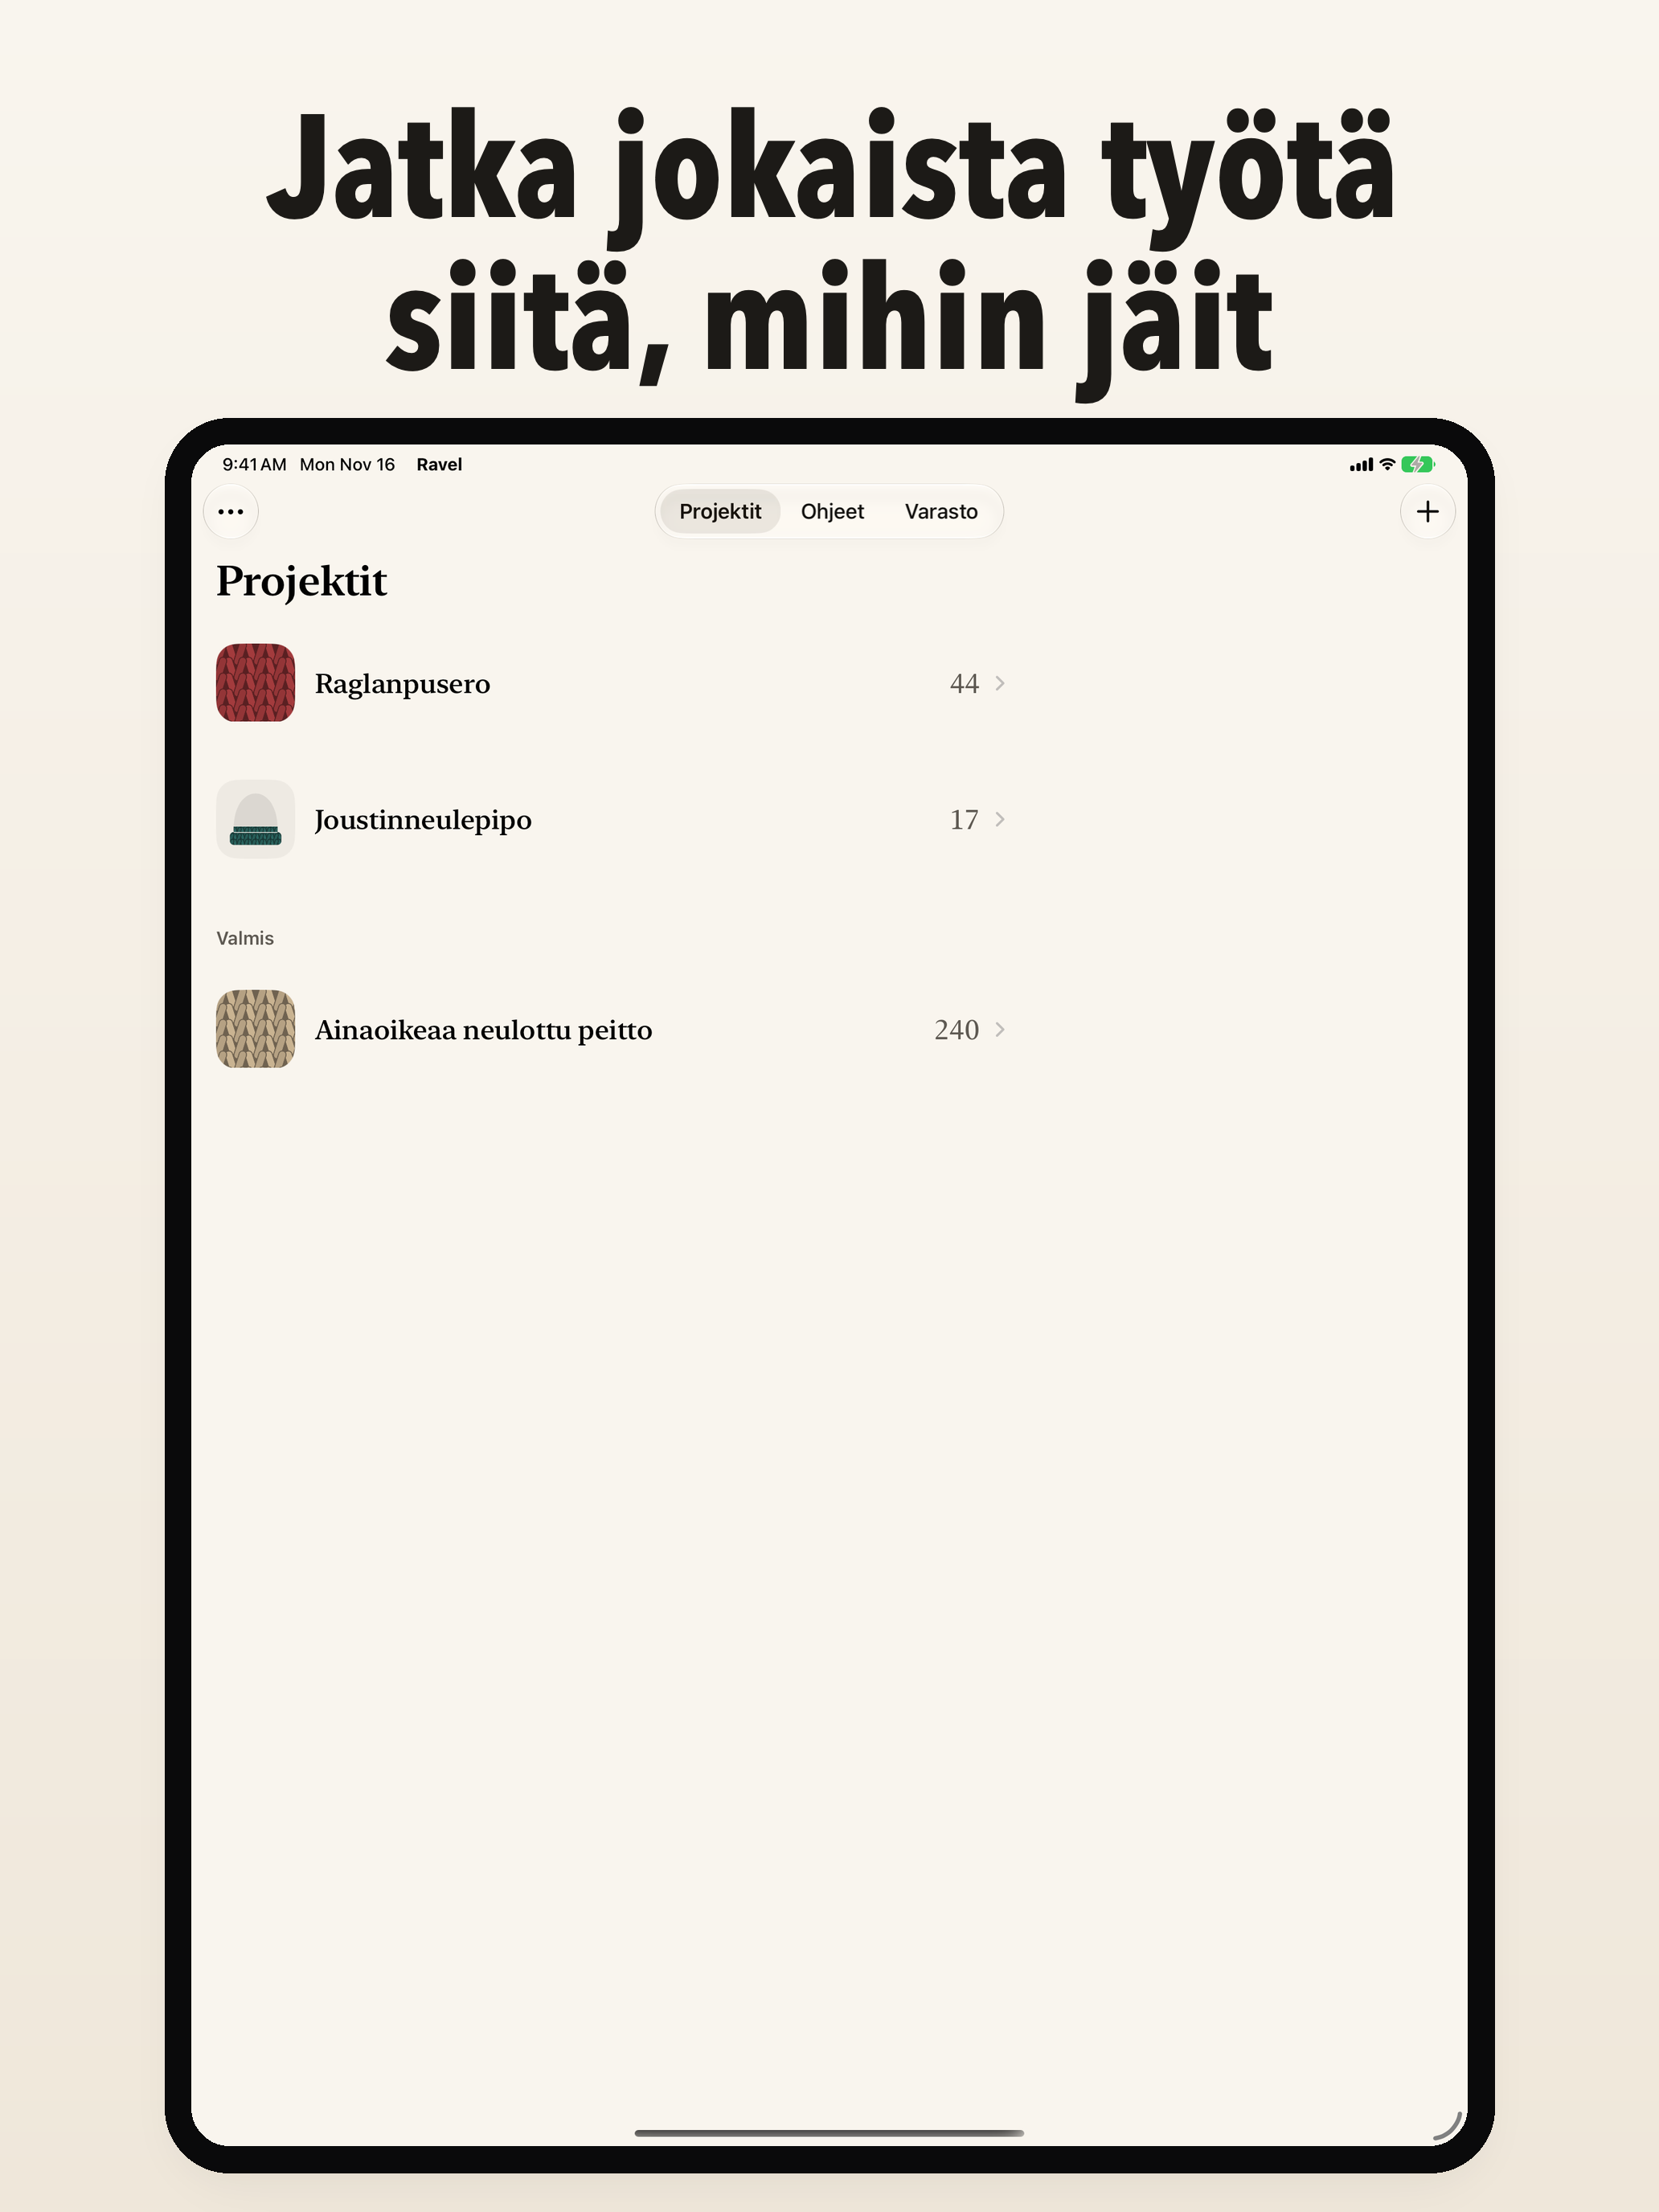 Jatka jokaista työtä
siitä, mihin jäit
9:41 AM Mon Nov 16 Ravel
Projektit Ohjeet Varasto
Projektit
Raglanpusero 44
Joustinneulepipo 17
Valmis
Ainaoikeaa neulottu peitto 240